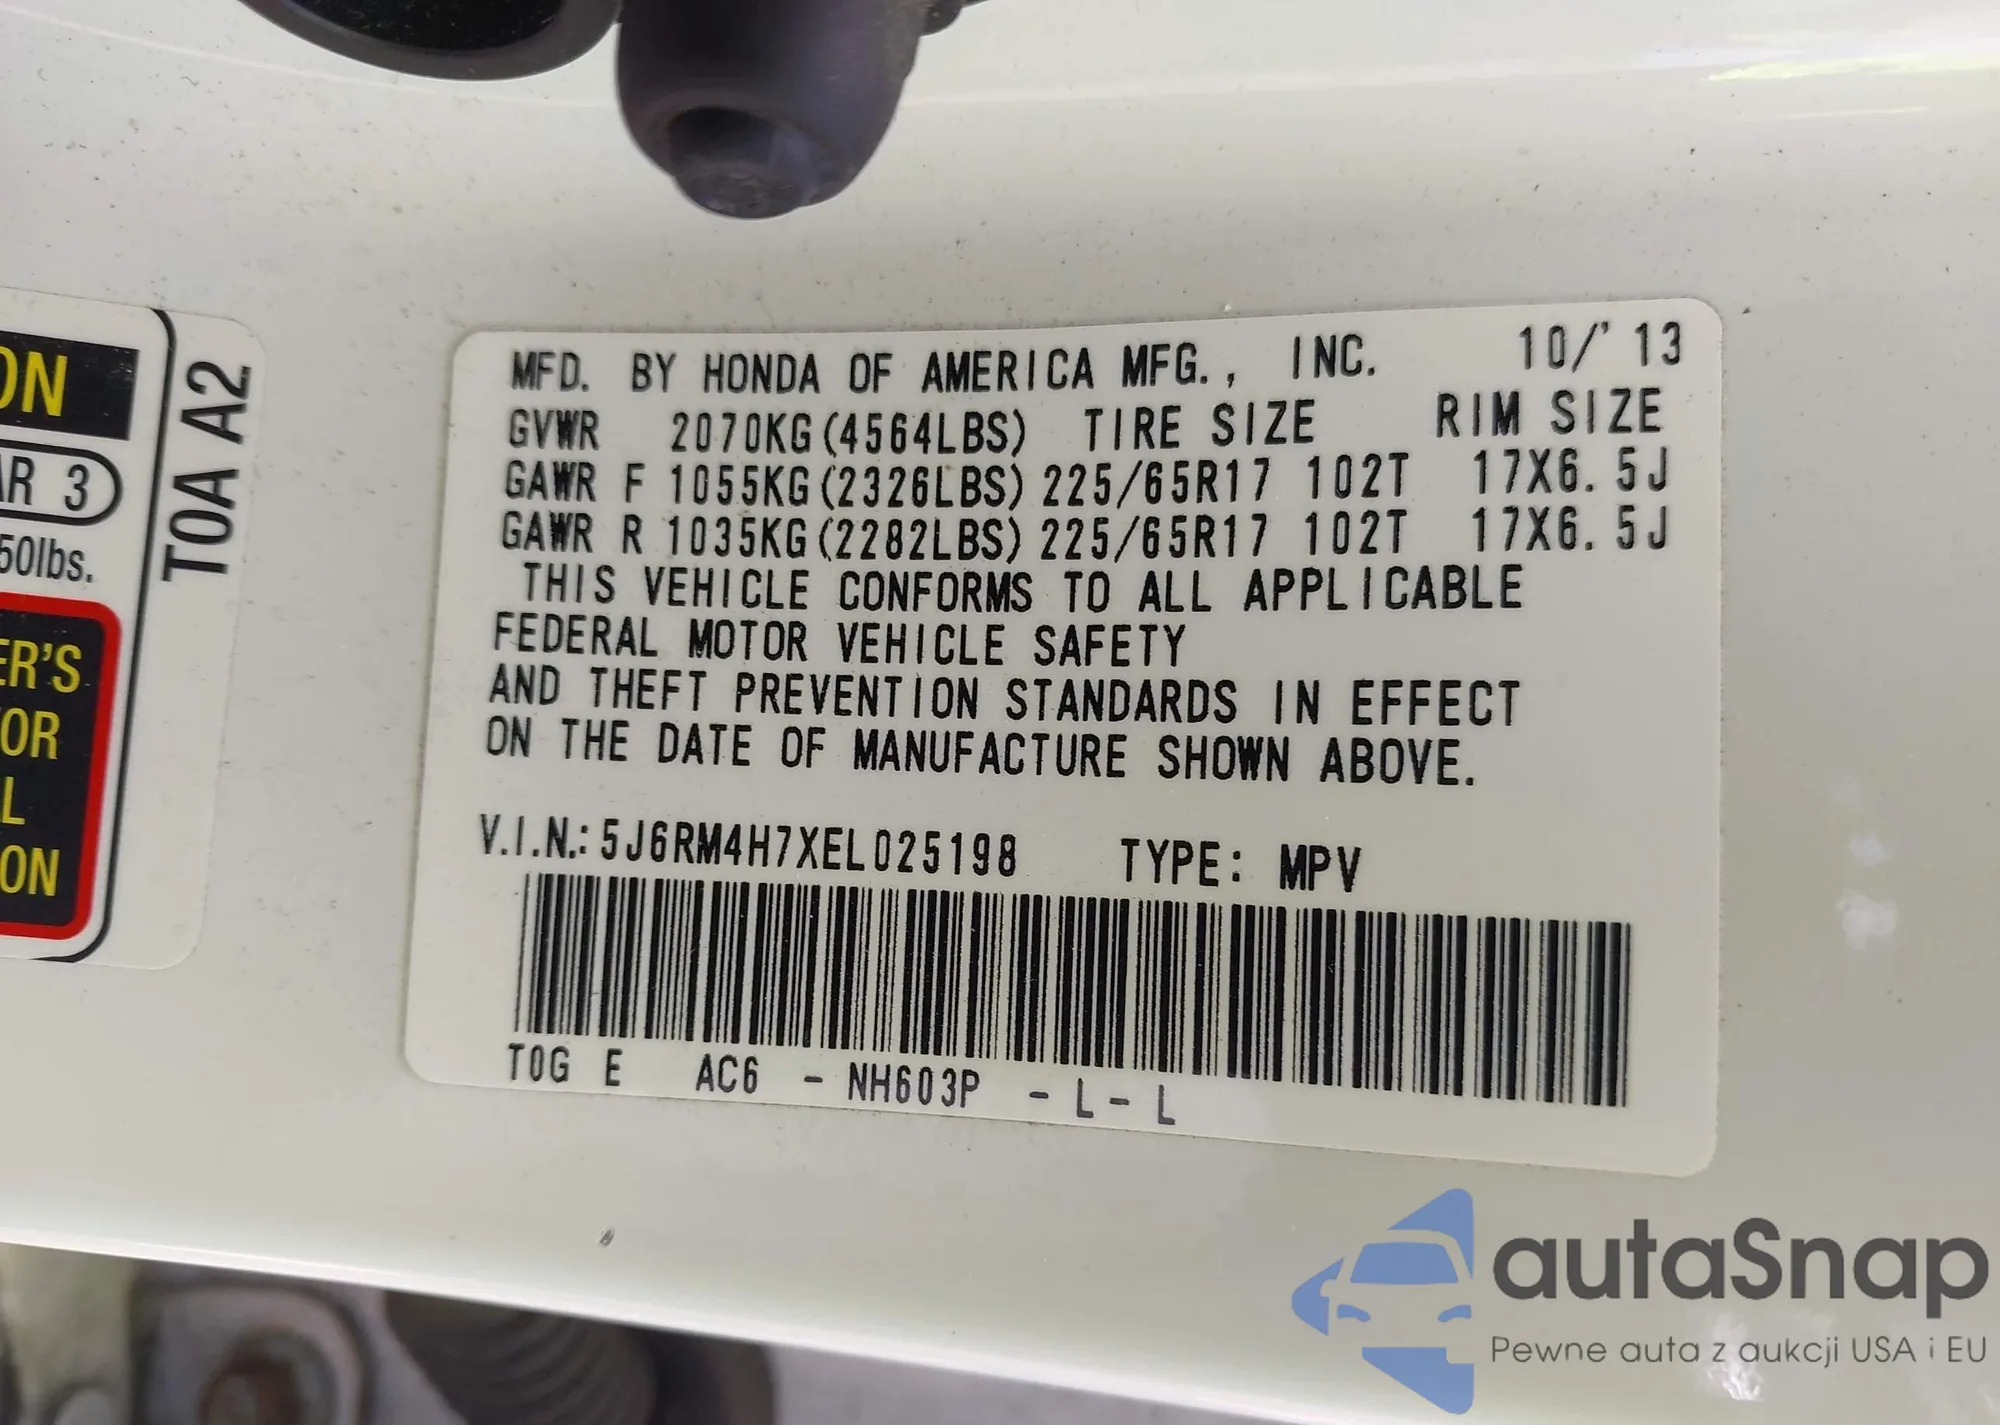 ON
AR 3
50lbs.
ER'S
OR
L
ON
T0A A2
MFD. BY HONDA OF AMERICA MFG., INC. 10/'13
GVWR 2070KG(4564LBS) TIRE SIZE RIM SIZE
GAWR F 1055KG(2326LBS) 225/65R17 102T 17X6.5J
GAWR R 1035KG(2282LBS) 225/65R17 102T 17X6.5J
THIS VEHICLE CONFORMS TO ALL APPLICABLE
FEDERAL MOTOR VEHICLE SAFETY
AND THEFT PREVENTION STANDARDS IN EFFECT
ON THE DATE OF MANUFACTURE SHOWN ABOVE.
V.I.N.: 5J6RM4H7XEL025198 TYPE: MPV
T0G E AC6 - NH603P - L - L
autaSnap
Pewne auta z aukcji USA i EU